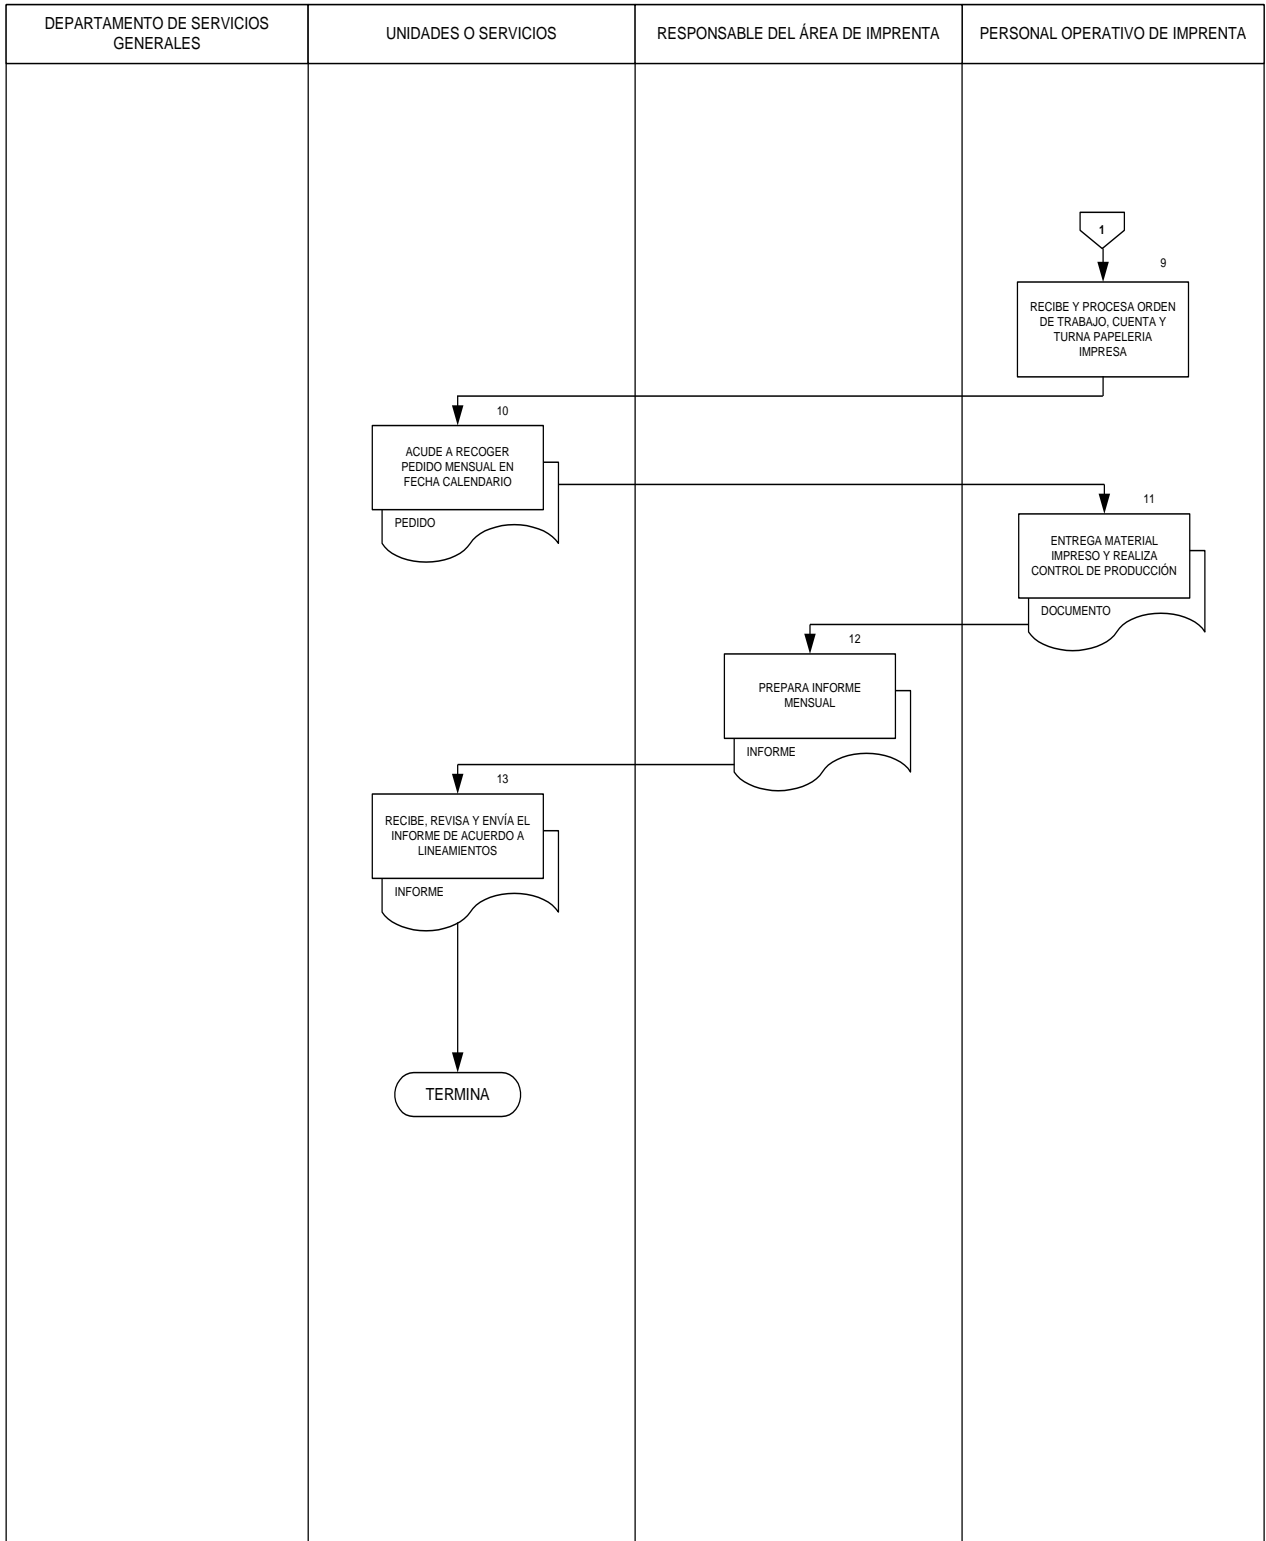 DEPARTAMENTO DE SERVICIOS
GENERALES
UNIDADES O SERVICIOS
RESPONSABLE DEL ÁREA DE IMPRENTA
PERSONAL OPERATIVO DE IMPRENTA
1
9
RECIBE Y PROCESA ORDEN
DE TRABAJO, CUENTA Y
TURNA PAPELERIA
IMPRESA
10
ACUDE A RECOGER
PEDIDO MENSUAL EN
FECHA CALENDARIO
PEDIDO
11
ENTREGA MATERIAL
IMPRESO Y REALIZA
CONTROL DE PRODUCCIÓN
DOCUMENTO
12
PREPARA INFORME
MENSUAL
INFORME
13
RECIBE, REVISA Y ENVÍA EL
INFORME DE ACUERDO A
LINEAMIENTOS
INFORME
TERMINA